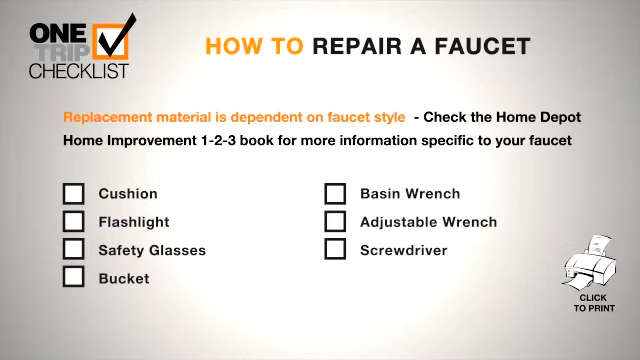 ONE
TRIP
CHECKLIST
HOW TO REPAIR A FAUCET
Replacement material is dependent on faucet style - Check the Home Depot
Home Improvement 1-2-3 book for more information specific to your faucet
Cushion
Flashlight
Safety Glasses
Bucket
Basin Wrench
Adjustable Wrench
Screwdriver
CLICK
TO PRINT